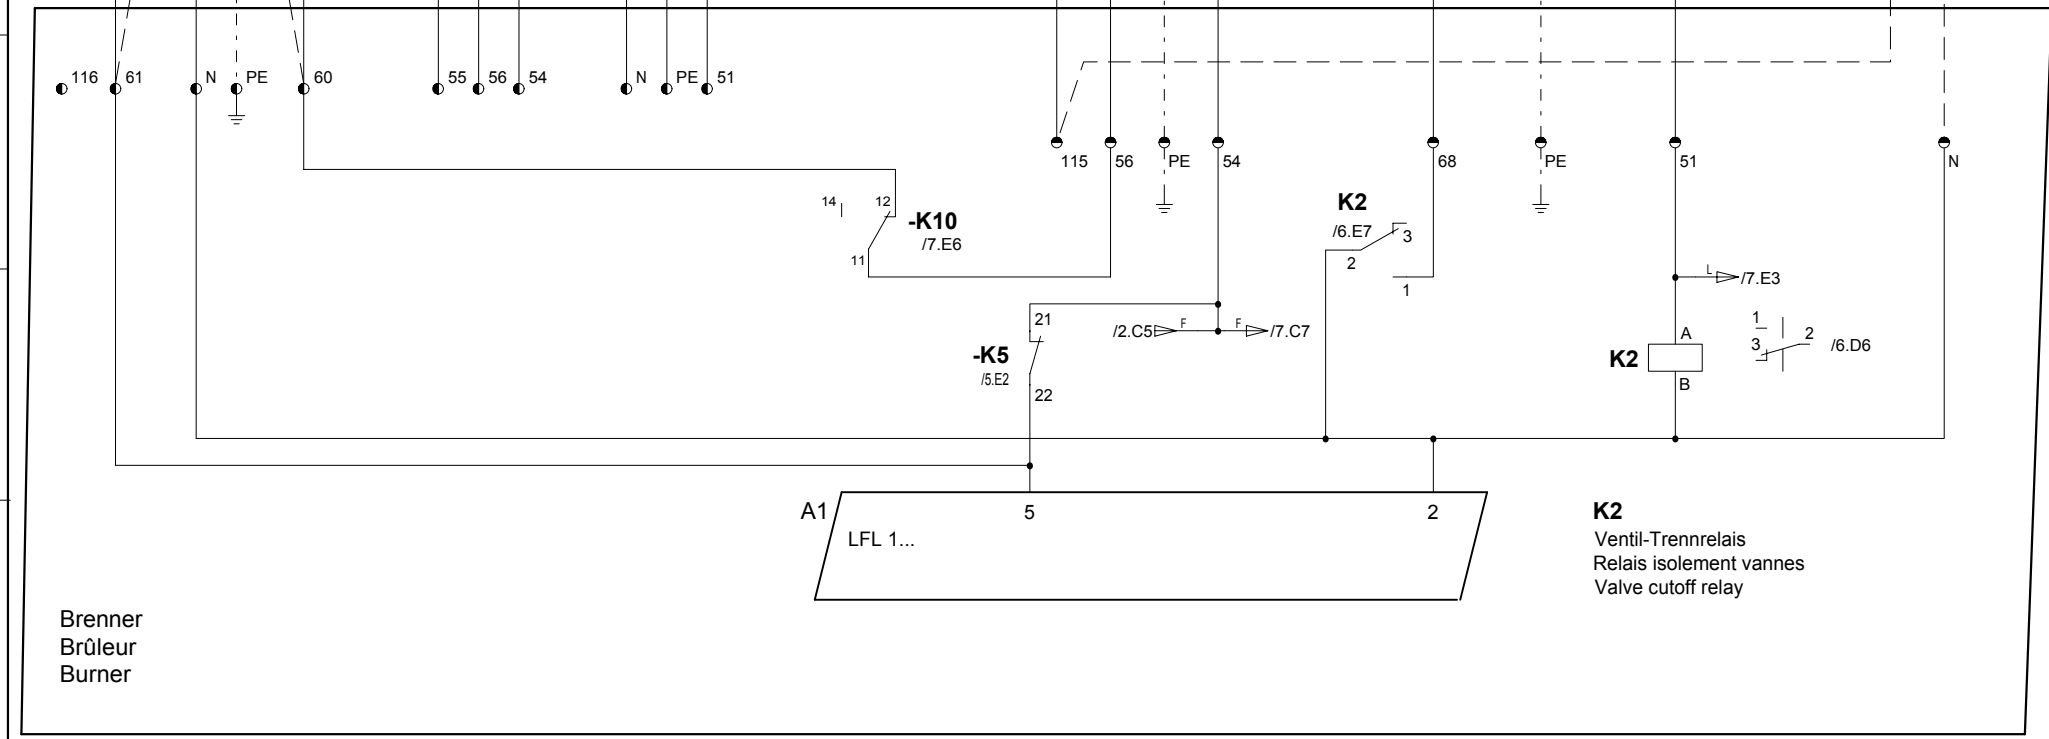 116 61 N PE 60 55 56 54 N PE 51
115 56 PE 54 68 PE 51 N
14 12 -K10 /7.E6
11
K2
/6.E7 3
2
1
L /7.E3
21 /2.C5 F F /7.C7
-K5
/5.E2
22
1
A 3 2 /6.D6
K2
B
A1 5 2
LFL 1...
K2
Ventil-Trennrelais
Relais isolement vannes
Valve cutoff relay
Brenner
Brûleur
Burner